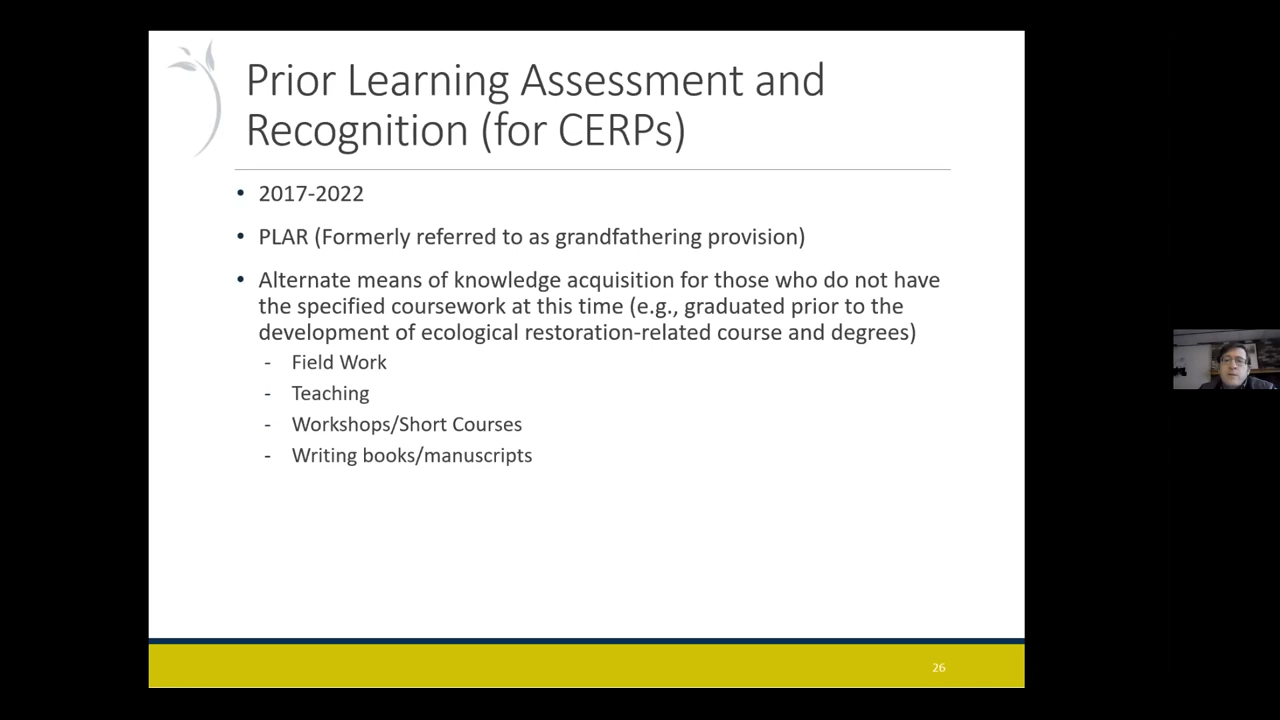 Prior Learning Assessment and
Recognition (for CERPs)
• 2017-2022
• PLAR (Formerly referred to as grandfathering provision)
• Alternate means of knowledge acquisition for those who do not have
the specified coursework at this time (e.g., graduated prior to the
development of ecological restoration-related course and degrees)
- Field Work
- Teaching
- Workshops/Short Courses
- Writing books/manuscripts
26